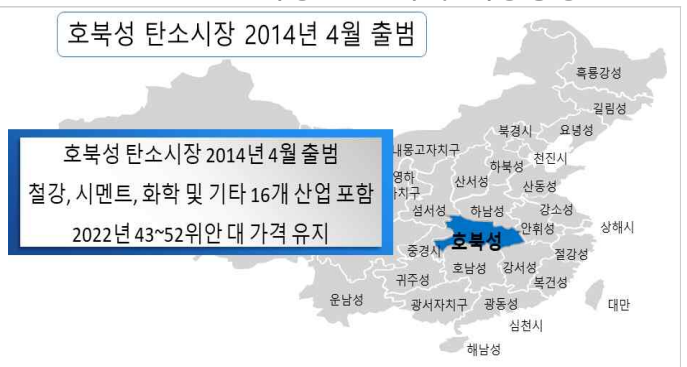 호북성 탄소시장 2014년 4월 출범
호북성 탄소시장 2014년 4월 출범
철강, 시멘트, 화학 및 기타 16개 산업 포함
2022년 43~52위안 대 가격 유지
흑룡강성
길림성
북경시
요녕성
내몽고자치구
하북성
천진시
영하
치구
산서성
산동성
섬서성
하남성
강소성
호북성
안휘성
상해시
중경시
절강성
호남성
강서성
귀주성
복건성
운남성
광서자치구
광동성
대만
심천시
해남성